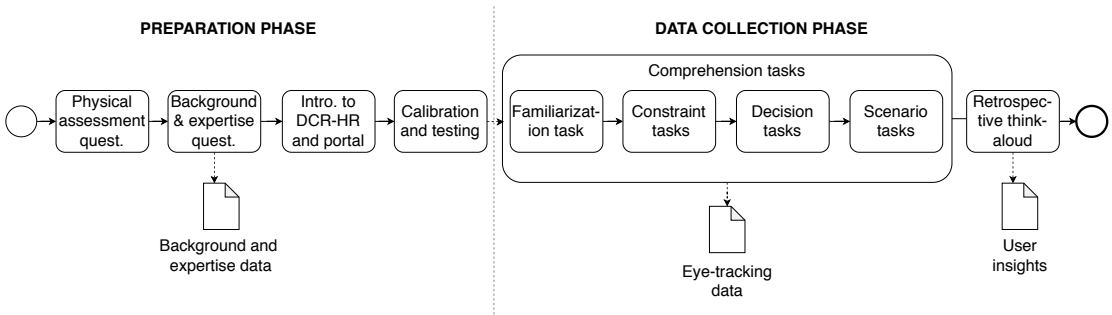 PREPARATION PHASE
DATA COLLECTION PHASE
Physical
assessment
quest.
Background
& expertise
quest.
Intro. to
DCR-HR
and portal
Calibration
and testing
Comprehension tasks
Familiarizat-
ion task
Constraint
tasks
Decision
tasks
Scenario
tasks
Retrospec-
tive think-
aloud
Background and
expertise data
Eye-tracking
data
User
insights